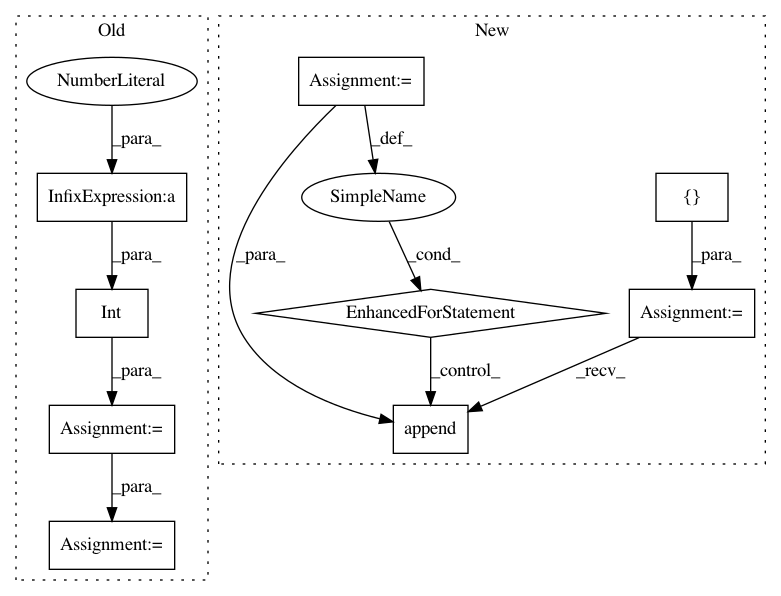 Old
New
NumberLiteral
Assignment:=
_para_
_def_
InfixExpression:a
SimpleName
{}
_para_
_para_
_cond_
_para_
Int
EnhancedForStatement
Assignment:=
_para_
_control_
_recv_
Assignment:=
append
_para_
Assignment:=